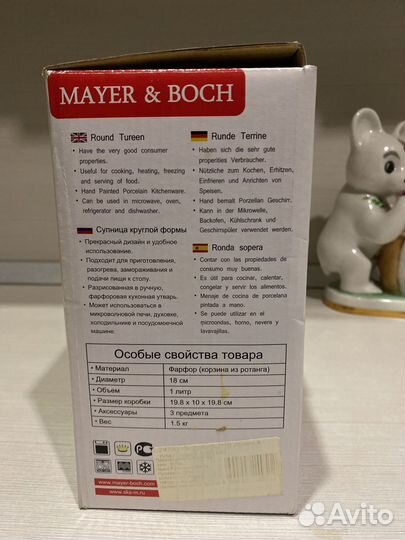 MAYER & BOCH
Round Tureen
• Have the very good consumer
properties.
• Useful for cooking, heating, freezing
and serving of food.
• Hand Painted Porcelain Kitchenware.
• Can be used in microwave, oven,
refrigerator and dishwasher.
Runde Terrine
• Haben sich die sehr gute
properities Verbraucher.
• Nützliche zum Kochen, Erhitzen,
Einfrieren und Anrichten von
Speisen.
• Hand bemalt Porzellan Geschirr.
• Kann in der Mikrowelle,
Backofen, Kühlschrank und
Geschirrspüler verwendet werden.
Супница круглой формы
• Прекрасный дизайн и удобное
использование.
• Подходит для приготовления,
разогрева, замораживания и
подачи пищи к столу.
• Разрисованная в ручную,
фарфоровая кухонная утварь.
• Может использоваться в
микроволновой печи, духовке,
холодильнике и посудомоечной
машине.
Ronda sopera
• Contar con las propiedades de
consumo muy buenas.
• Es útil para cocinar, calentar,
congelar y servir los alimentos.
• Menaje de cocina de porcelana
pintada a mano.
• Se puede utilizar en el
microondas, horno, nevera y
lavavajillas.
Особые свойства товара
• Материал Фарфор (корзина из ротанга)
• Диаметр 18 см
• Объем 1 литр
• Размер коробки 19.8 x 10 x 19.8 см
• Аксессуары 3 предмета
• Вес 1.5 кг
www.mayer-boch.com
www.sks-m.ru
Avito